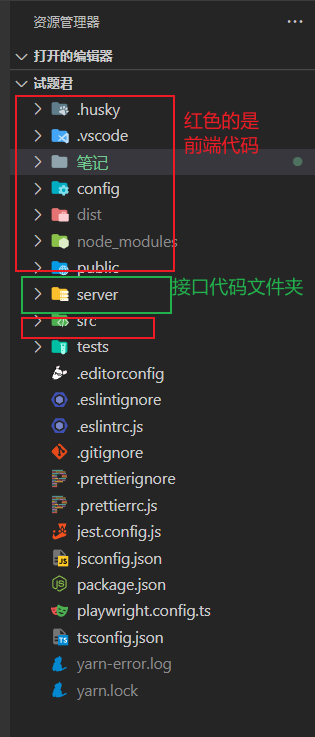 资源管理器
打开的编辑器
试题君
.husky
红色的是
前端代码
.vscode
笔记
config
dist
node_modules
public
server
接口代码文件夹
src
tests
.editorconfig
.eslintignore
.eslintrc.js
.gitignore
.prettierignore
.prettierrc.js
jest.config.js
jsconfig.json
package.json
playwright.config.ts
tsconfig.json
yarn-error.log
yarn.lock